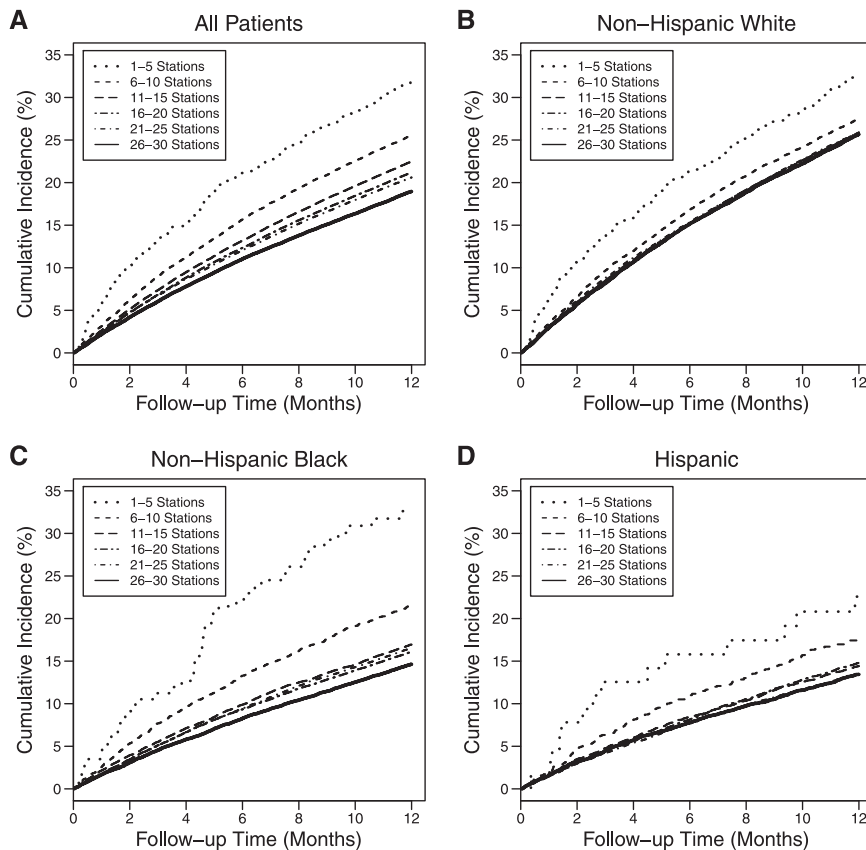 A
All Patients
Cumulative Incidence (%)
35
30
25
20
15
10
5
0
1–5 Stations
6–10 Stations
11–15 Stations
16–20 Stations
21–25 Stations
26–30 Stations
0 2 4 6 8 10 12
Follow–up Time (Months)
B
Non–Hispanic White
Cumulative Incidence (%)
35
30
25
20
15
10
5
0
1–5 Stations
6–10 Stations
11–15 Stations
16–20 Stations
21–25 Stations
26–30 Stations
0 2 4 6 8 10 12
Follow–up Time (Months)
C
Non–Hispanic Black
Cumulative Incidence (%)
35
30
25
20
15
10
5
0
1–5 Stations
6–10 Stations
11–15 Stations
16–20 Stations
21–25 Stations
26–30 Stations
0 2 4 6 8 10 12
Follow–up Time (Months)
D
Hispanic
Cumulative Incidence (%)
35
30
25
20
15
10
5
0
1–5 Stations
6–10 Stations
11–15 Stations
16–20 Stations
21–25 Stations
26–30 Stations
0 2 4 6 8 10 12
Follow–up Time (Months)